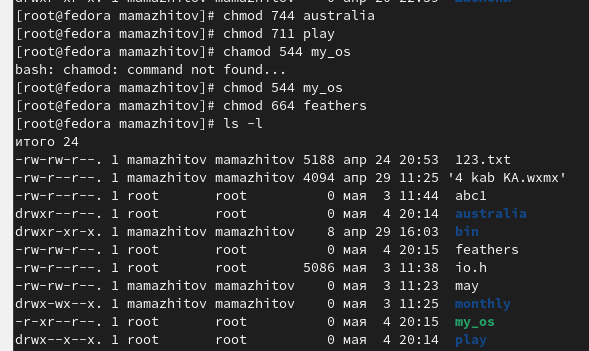 [root@fedora mamazhitov]# chmod 744 australia
[root@fedora mamazhitov]# chmod 711 play
[root@fedora mamazhitov]# chamod 544 my_os
bash: chamod: command not found...
[root@fedora mamazhitov]# chmod 544 my_os
[root@fedora mamazhitov]# chmod 664 feathers
[root@fedora mamazhitov]# ls -l
итого 24
-rw-rw-r--. 1 mamazhitov mamazhitov 5188 апр 24 20:53  123.txt
-rw-rw-r--. 1 mamazhitov mamazhitov 4094 апр 29 11:25 '4 kab KA.wxmx'
-rw-r--r--. 1 root       root          0 мая  3 11:44  abc1
drwxr--r--. 1 root       root          0 мая  4 20:14  australia
drwxr-xr-x. 1 mamazhitov mamazhitov    8 апр 29 16:03  bin
-rw-rw-r--. 1 root       root          0 мая  4 20:15  feathers
-rw-r--r--. 1 root       root       5086 мая  3 11:38  io.h
-rw-r--r--. 1 mamazhitov mamazhitov    0 мая  3 11:23  may
drwx-wx--x. 1 mamazhitov mamazhitov    0 мая  3 11:25  monthly
-r-xr--r--. 1 root       root          0 мая  4 20:15  my_os
drwx--x--x. 1 root       root          0 мая  4 20:14  play